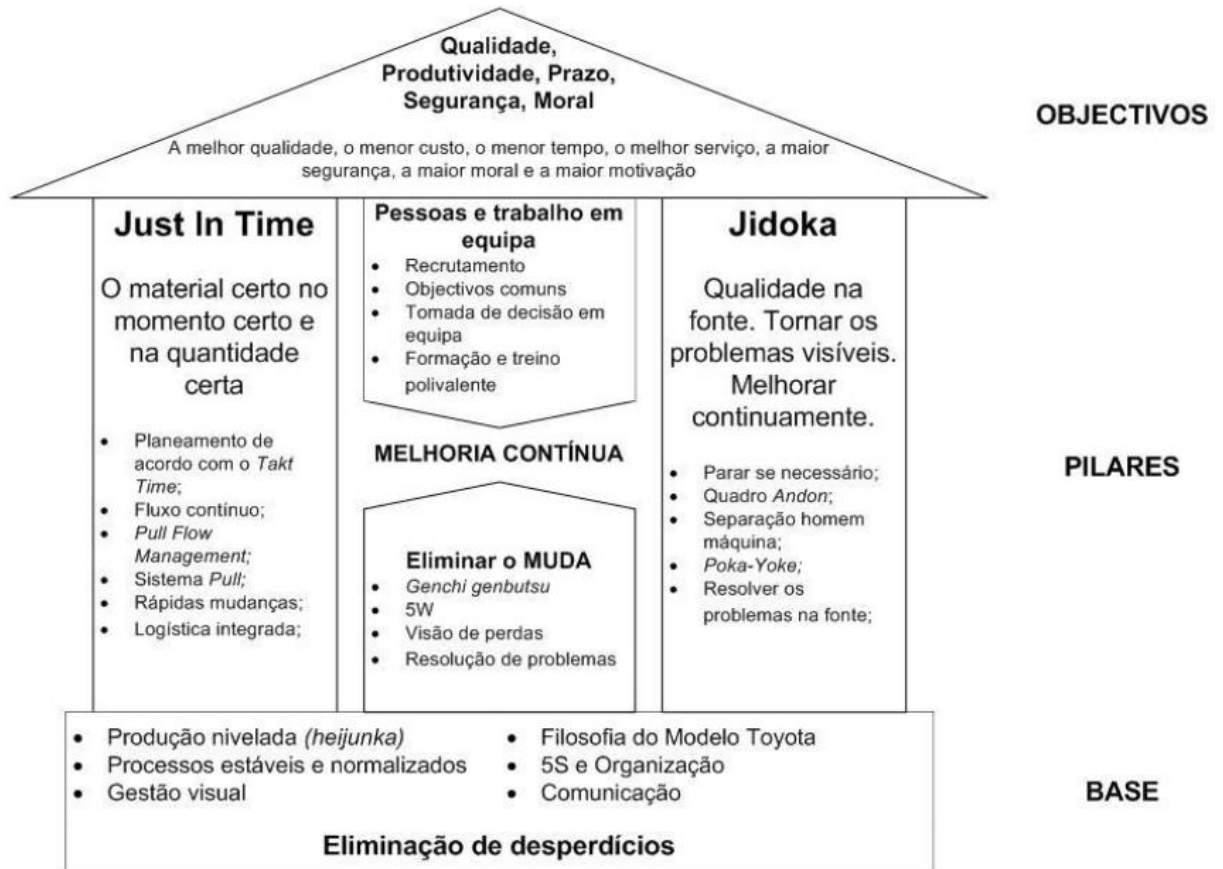 Qualidade,
Produtividade, Prazo,
Segurança, Moral
A melhor qualidade, o menor custo, o menor tempo, o melhor serviço, a maior
segurança, a maior moral e a maior motivação
OBJECTIVOS
Just In Time
O material certo no
momento certo e
na quantidade
certa
• Planeamento de
acordo com o Takt
Time;
• Fluxo contínuo;
• Pull Flow
Management;
• Sistema Pull;
• Rápidas mudanças;
• Logística integrada;
Pessoas e trabalho em
equipa
• Recrutamento
• Objectivos comuns
• Tomada de decisão em
equipa
• Formação e treino
polivalente
MELHORIA CONTÍNUA
Eliminar o MUDA
• Genchi genbutsu
• 5W
• Visão de perdas
• Resolução de problemas
Jidoka
Qualidade na
fonte. Tornar os
problemas visíveis.
Melhorar
continuamente.
• Parar se necessário;
• Quadro Andon;
• Separação homem
máquina;
• Poka-Yoke;
• Resolver os
problemas na fonte;
PILARES
• Produção nivelada (heijunka)
• Processos estáveis e normalizados
• Gestão visual
• Filosofia do Modelo Toyota
• 5S e Organização
• Comunicação
Eliminação de desperdícios
BASE